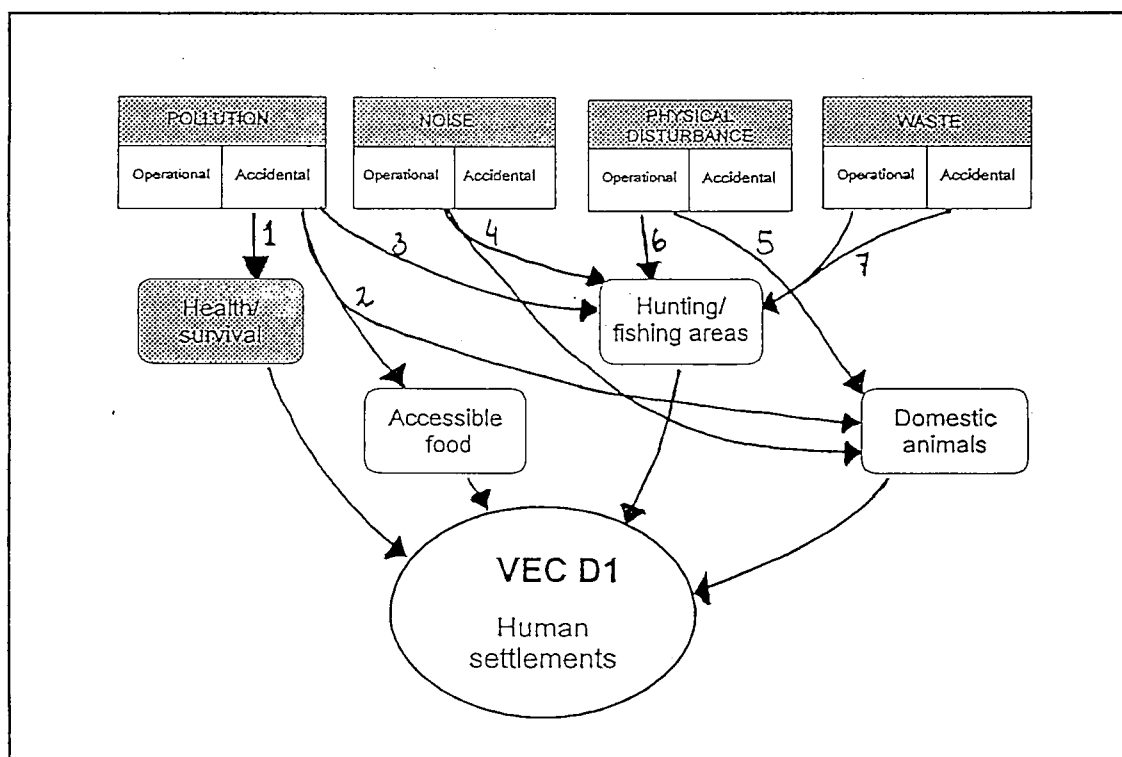 POLLUTION
NOISE
PHYSICAL
DISTURBANCE
WASTE
Operational
Accidental
Operational
Accidental
Operational
Accidental
Operational
Accidental
1
2
3
4
6
5
7
Health/
survival
Hunting/
fishing areas
Accessible
food
Domestic
animals
VEC D1
Human
settlements